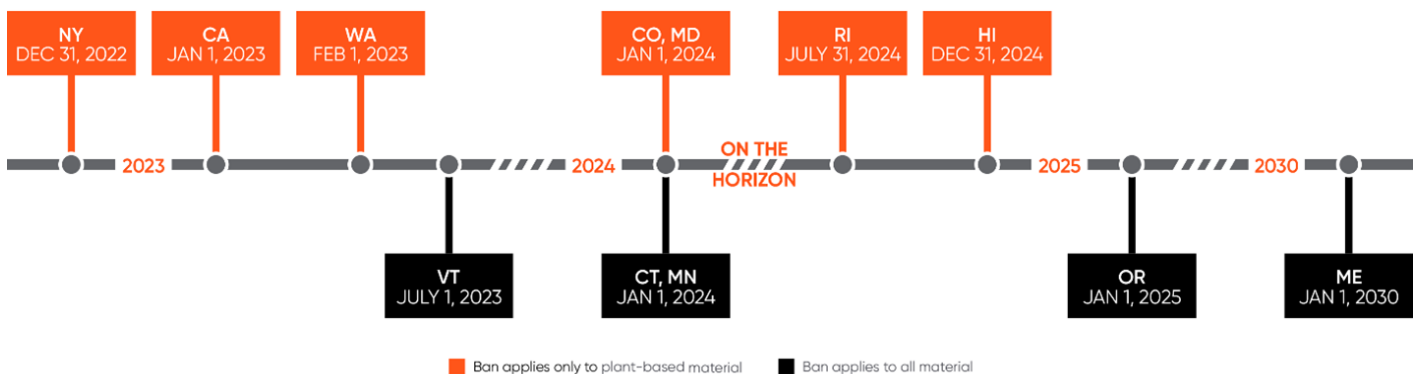 NY
DEC 31, 2022
CA
JAN 1, 2023
WA
FEB 1, 2023
CO, MD
JAN 1, 2024
RI
JULY 31, 2024
HI
DEC 31, 2024
2023
2024
ON THE
HORIZON
2025
2030
VT
JULY 1, 2023
CT, MN
JAN 1, 2024
OR
JAN 1, 2025
ME
JAN 1, 2030
Ban applies only to plant-based material
Ban applies to all material